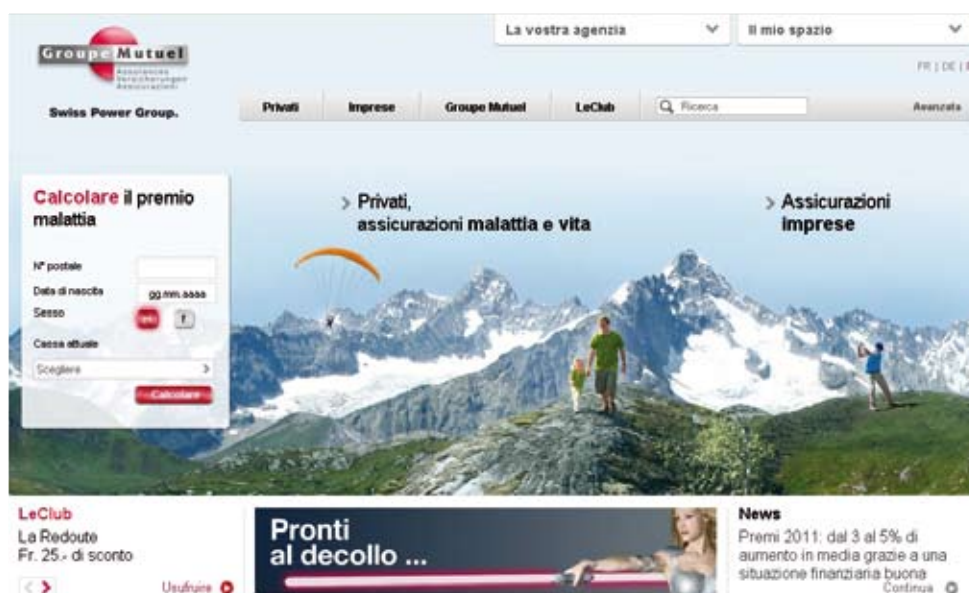 La vostra agenzia
Il mio spazio
Groupe Mutuel
Assurances
Versicherungen
Assicurazioni
FR | DE |
Swiss Power Group.
Privati
Imprese
Groupe Mutuel
LeClub
Ricerca
Avanzata
Calcolare il premio
malattia
N° postale
Data di nascita
gg.mm.aaaa
Sesso
m
f
Cassa attuale
Scegliere
Calcolare
Privati,
assicurazioni malattia e vita
Assicurazioni
imprese
LeClub
La Redoute
Fr. 25.- di sconto
Usufruire
Pronti
al decollo ...
News
Premi 2011: dal 3 al 5% di
aumento in media grazie a una
situazione finanziaria buona
Continua